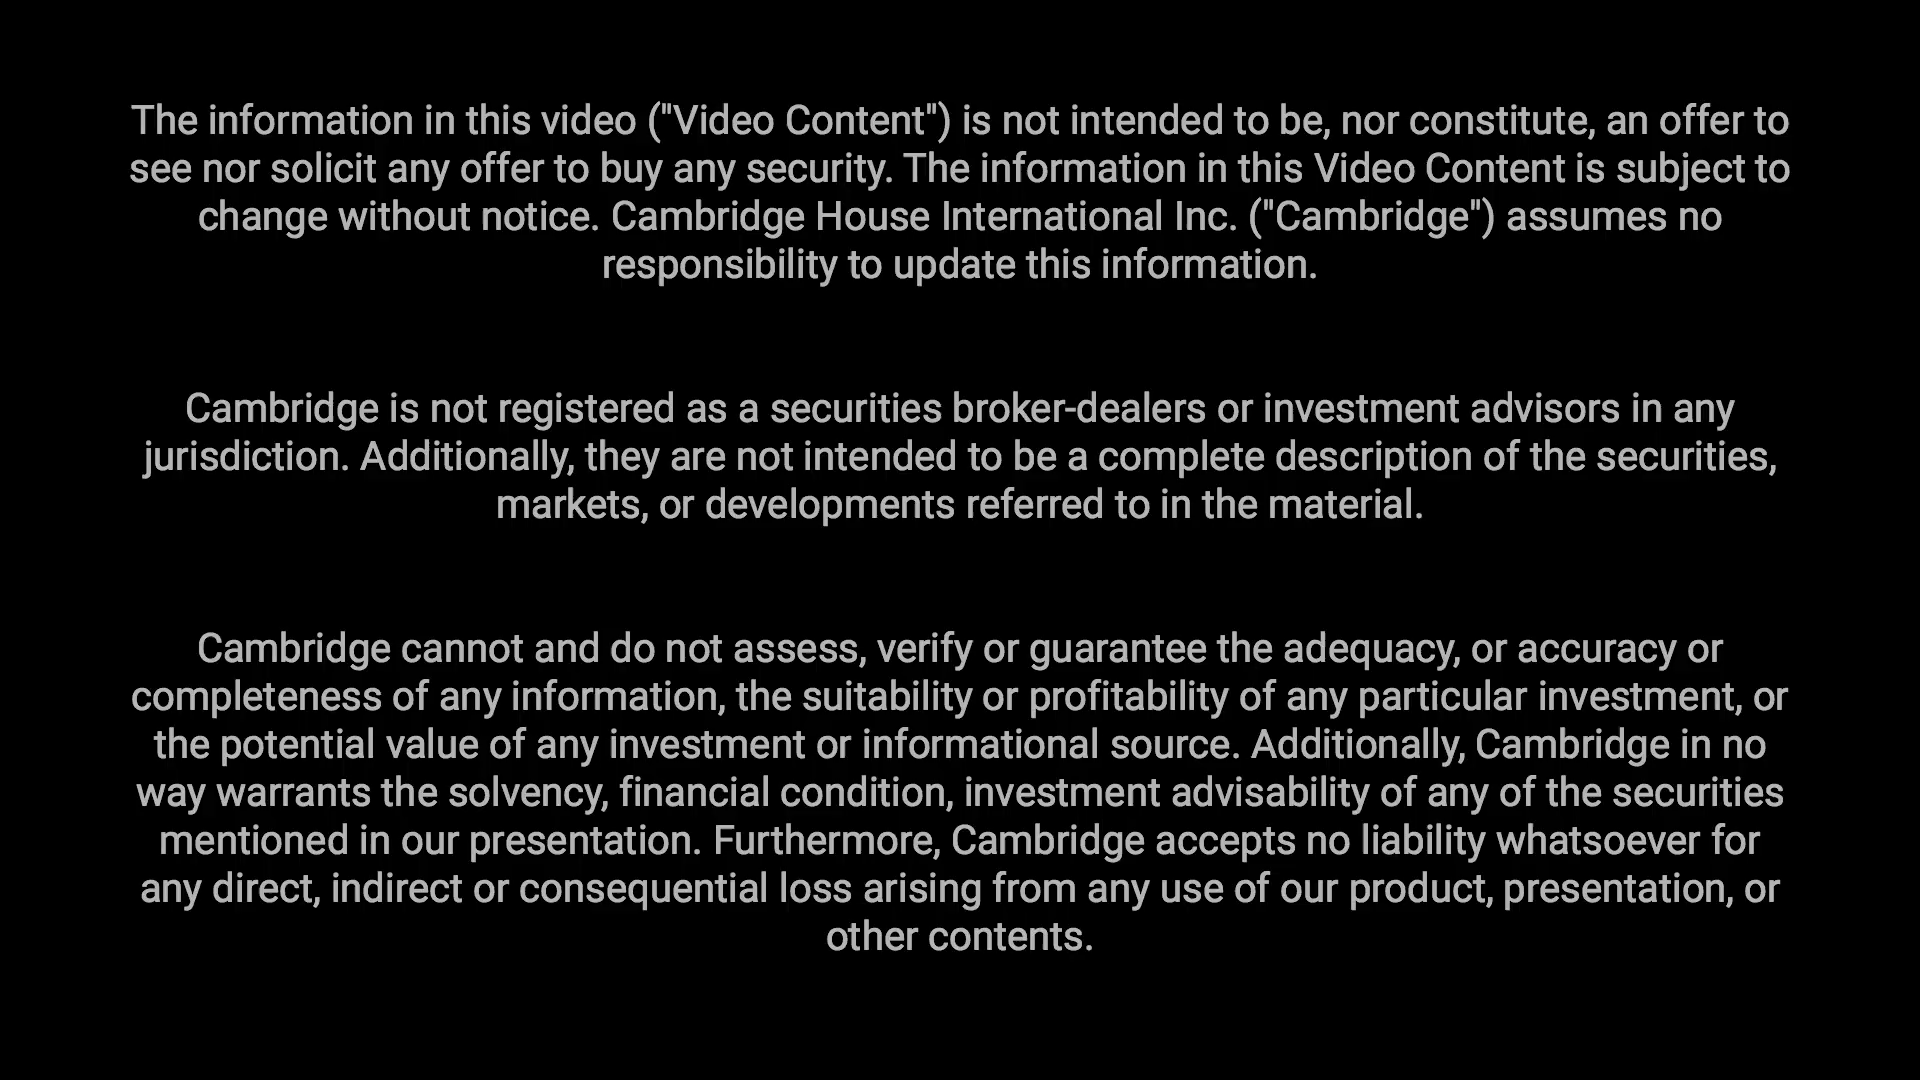 The information in this video ("Video Content") is not intended to be, nor constitute, an offer to
see nor solicit any offer to buy any security. The information in this Video Content is subject to
change without notice. Cambridge House International Inc. ("Cambridge") assumes no
responsibility to update this information.
Cambridge is not registered as a securities broker-dealers or investment advisors in any
jurisdiction. Additionally, they are not intended to be a complete description of the securities,
markets, or developments referred to in the material.
Cambridge cannot and do not assess, verify or guarantee the adequacy, or accuracy or
completeness of any information, the suitability or profitability of any particular investment, or
the potential value of any investment or informational source. Additionally, Cambridge in no
way warrants the solvency, financial condition, investment advisability of any of the securities
mentioned in our presentation. Furthermore, Cambridge accepts no liability whatsoever for
any direct, indirect or consequential loss arising from any use of our product, presentation, or
other contents.